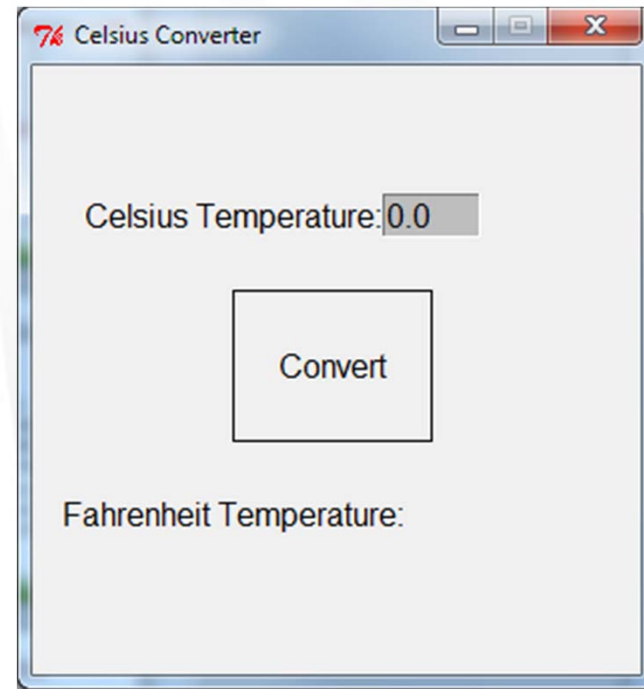 Celsius Converter
Celsius Temperature: 0.0
Convert
Fahrenheit Temperature: